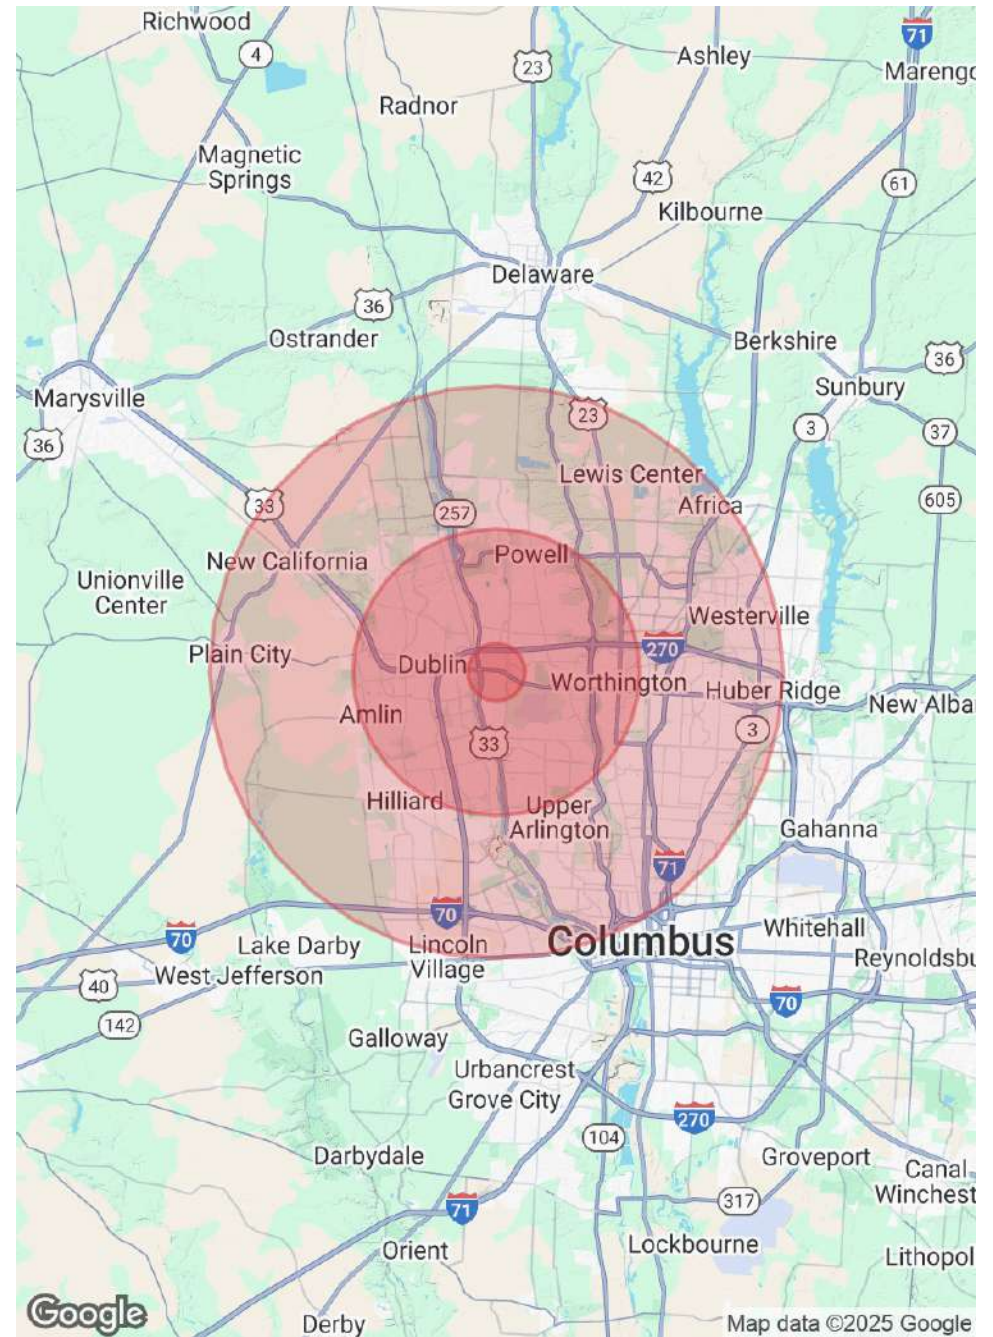 Richwood
71
4
Ashley
23
Marengo
Radnor
Magnetic
Springs
42
61
Kilbourne
Delaware
36
Ostrander
Berkshire
36
Sunbury
Marysville
23
3
37
36
Lewis Center
605
33
Africa
257
Powell
New California
Unionville
Center
Westerville
270
Plain City
Dublin
Worthington
Huber Ridge
New Alba
Amlin
3
33
Hilliard
Upper
Arlington
Gahanna
71
70
Whitehall
70
Lake Darby
Lincoln
Village
Columbus
Reynoldsbu
West Jefferson
40
70
142
Galloway
Urbancrest
Grove City
270
104
Darbydale
Groveport
Canal
Winchest
317
71
Orient
Lockbourne
Lithopol
Google
Derby
Map data ©2025 Google